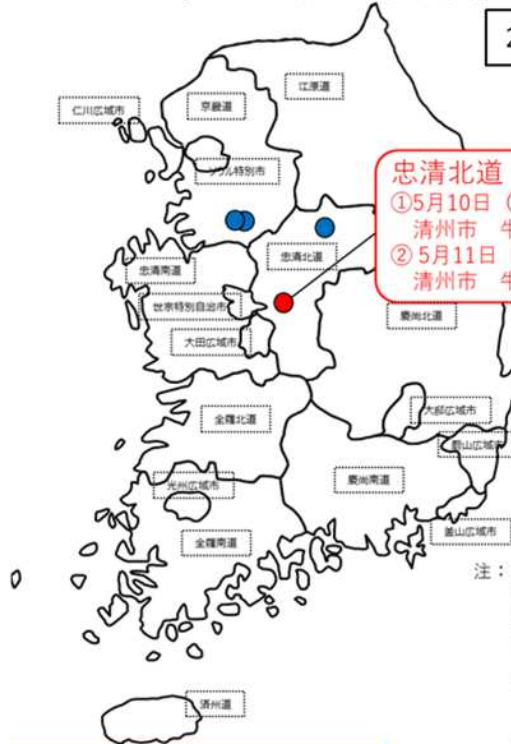 2
江原道
京畿道
仁川広域市
ソウル特別市
忠清北道
①5月10日（
清州市 牛
②5月11日
清州市 牛
忠清北道
忠清南道
世宗特別自治市
慶尚北道
大田広域市
大邱広域市
全羅北道
蔚山広域市
慶尚南道
光州広域市
釜山広域市
全羅南道
注：
済州道